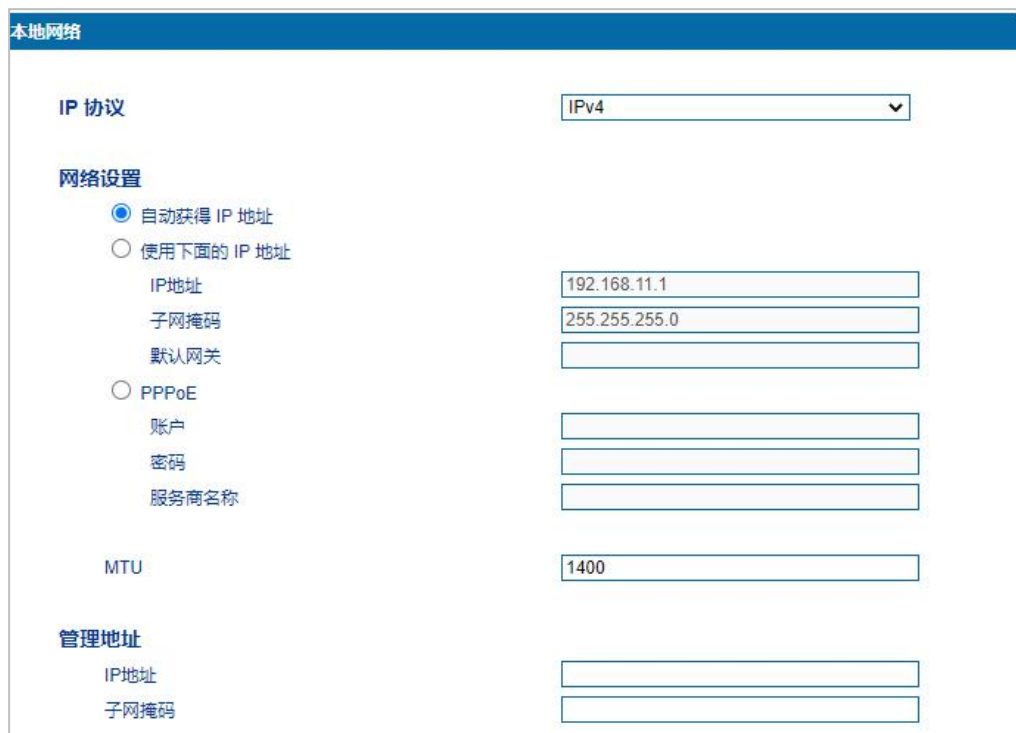 本地网络
IP 协议 IPv4
网络设置
自动获得 IP 地址
使用下面的 IP 地址
IP地址 192.168.11.1
子网掩码 255.255.255.0
默认网关
PPPoE
账户
密码
服务商名称
MTU 1400
管理地址
IP地址
子网掩码